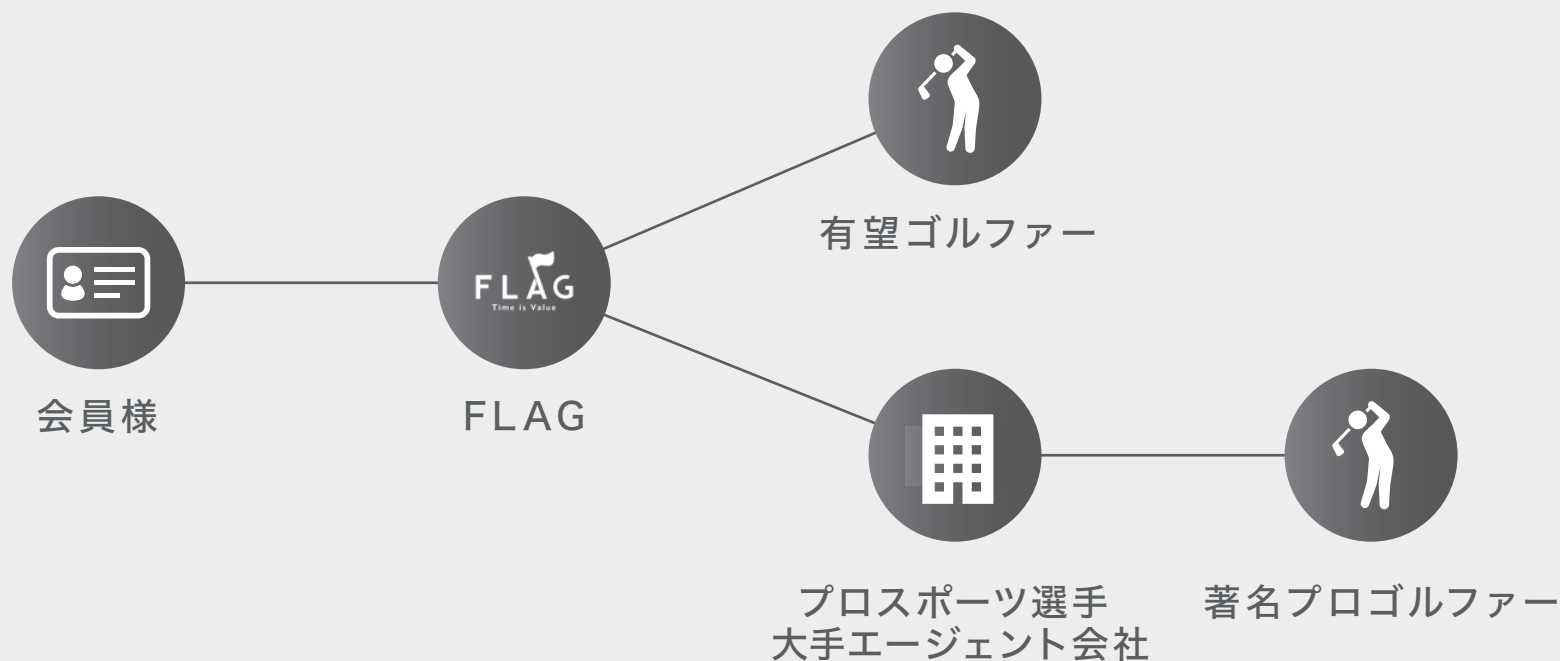 有望ゴルファー
FLAG
Time is Value
会員様
FLAG
プロスポーツ選手
大手エージェント会社
著名プロゴルファー